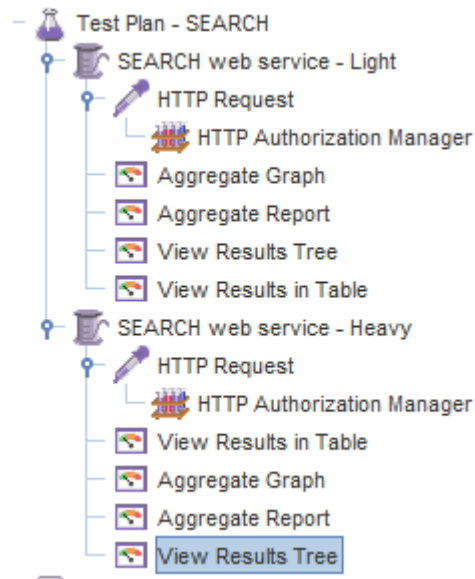 Test Plan - SEARCH
SEARCH web service - Light
HTTP Request
HTTP Authorization Manager
Aggregate Graph
Aggregate Report
View Results Tree
View Results in Table
SEARCH web service - Heavy
HTTP Request
HTTP Authorization Manager
View Results in Table
Aggregate Graph
Aggregate Report
View Results Tree